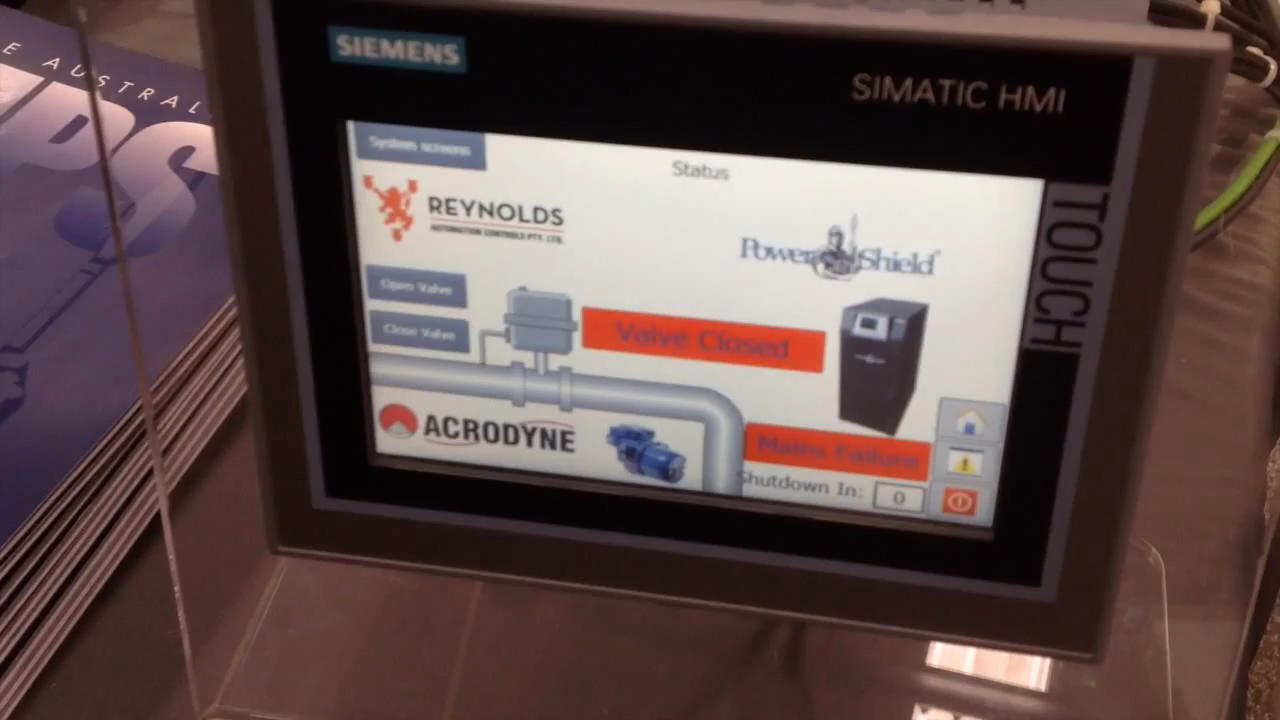 E AUSTRAL
UPS
SIEMENS
SIMATIC HMI
TOUCH
System screens
Status
REYNOLDS
AUTOMATION CONTROLS PTY. LTD.
PowerShield
Open Valve
Close Valve
Valve Closed
ACRODYNE
Mains Failure
Shutdown In: 0